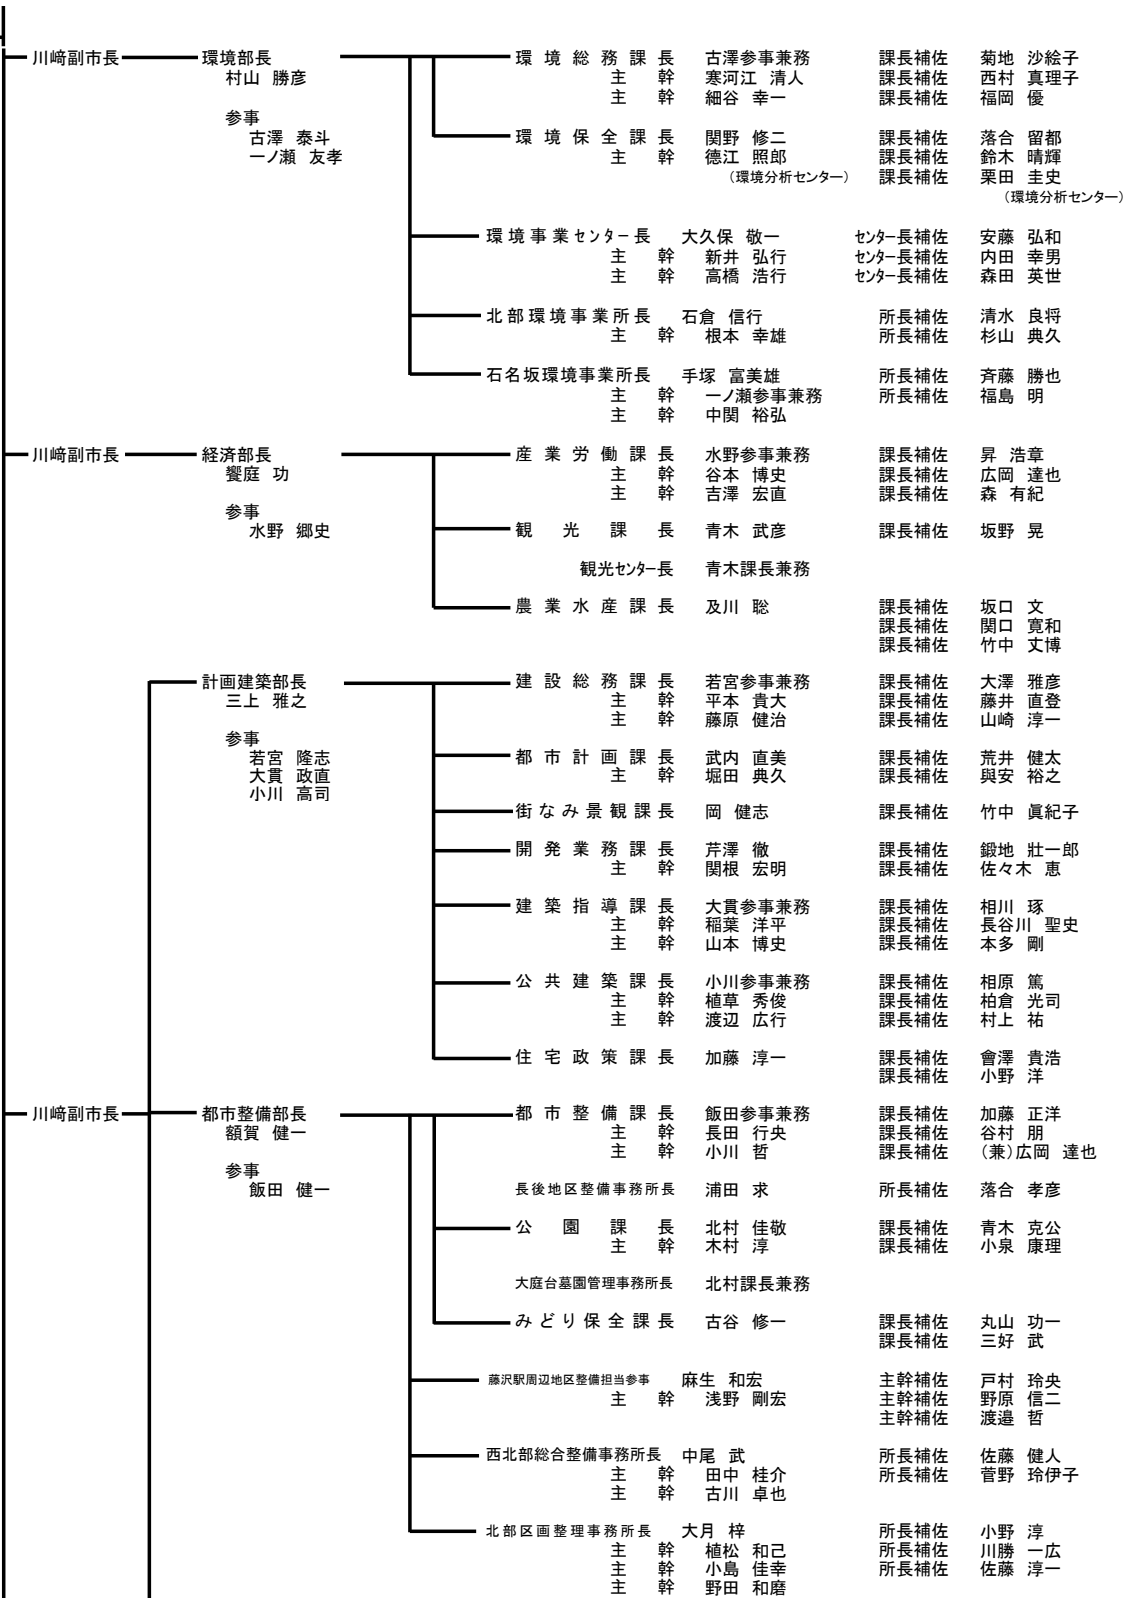 川﨑副市長 環境部長 環境総務課長 古澤参事兼務 課長補佐 菊地 沙絵子
村山 勝彦 主幹 寒河江 清人 課長補佐 西村 真理子
主幹 細谷 幸一 課長補佐 福岡 優
参事
古澤 泰斗 環境保全課長 関野 修二 課長補佐 落合 留都
一ノ瀬 友孝 主幹 德江 照郎 課長補佐 鈴木 晴輝
（環境分析センター） 課長補佐 栗田 圭史
（環境分析センター）
環境事業センター長 大久保 敬一 センター長補佐 安藤 弘和
主幹 新井 弘行 センター長補佐 内田 幸男
主幹 高橋 浩行 センター長補佐 森田 英世
北部環境事業所長 石倉 信行 所長補佐 清水 良将
主幹 根本 幸雄 所長補佐 杉山 典久
石名坂環境事業所長 手塚 富美雄 所長補佐 斉藤 勝也
主幹 一ノ瀬参事兼務 所長補佐 福島 明
主幹 中関 裕弘
川﨑副市長 経済部長 産業労働課長 水野参事兼務 課長補佐 昇 浩章
饗庭 功 主幹 谷本 博史 課長補佐 広岡 達也
主幹 吉澤 宏直 課長補佐 森 有紀
参事
水野 郷史 観光課長 青木 武彦 課長補佐 坂野 晃
観光センター長 青木課長兼務
農業水産課長 及川 聡 課長補佐 坂口 文
課長補佐 関口 寛和
課長補佐 竹中 丈博
計画建築部長 建設総務課長 若宮参事兼務 課長補佐 大澤 雅彦
三上 雅之 主幹 平本 貴大 課長補佐 藤井 直登
主幹 藤原 健治 課長補佐 山﨑 淳一
参事
若宮 隆志 都市計画課長 武内 直美 課長補佐 荒井 健太
大貫 政直 主幹 堀田 典久 課長補佐 與安 裕之
小川 高司
街なみ景観課長 岡 健志 課長補佐 竹中 眞紀子
開発業務課長 芹澤 徹 課長補佐 鍛地 壯一郎
主幹 関根 宏明 課長補佐 佐々木 恵
建築指導課長 大貫参事兼務 課長補佐 相川 琢
主幹 稲葉 洋平 課長補佐 長谷川 聖史
主幹 山本 博史 課長補佐 本多 剛
公共建築課長 小川参事兼務 課長補佐 相原 篤
主幹 植草 秀俊 課長補佐 柏倉 光司
主幹 渡辺 広行 課長補佐 村上 祐
住宅政策課長 加藤 淳一 課長補佐 會澤 貴浩
課長補佐 小野 洋
川﨑副市長 都市整備部長 都市整備課長 飯田参事兼務 課長補佐 加藤 正洋
額賀 健一 主幹 長田 行央 課長補佐 谷村 朋
主幹 小川 哲 課長補佐 （兼）広岡 達也
参事
飯田 健一 長後地区整備事務所長 浦田 求 所長補佐 落合 孝彦
公園課長 北村 佳敬 課長補佐 青木 克公
主幹 木村 淳 課長補佐 小泉 康理
大庭台墓園管理事務所長 北村課長兼務
みどり保全課長 古谷 修一 課長補佐 丸山 功一
課長補佐 三好 武
藤沢駅周辺地区整備担当参事 麻生 和宏 主幹補佐 戸村 玲央
主幹 浅野 剛宏 主幹補佐 野原 信二
主幹補佐 渡邉 哲
西北部総合整備事務所長 中尾 武 所長補佐 佐藤 健人
主幹 田中 桂介 所長補佐 菅野 玲伊子
主幹 古川 卓也
北部区画整理事務所長 大月 梓 所長補佐 小野 淳
主幹 植松 和己 所長補佐 川勝 一広
主幹 小島 佳幸 所長補佐 佐藤 淳一
主幹 野田 和磨